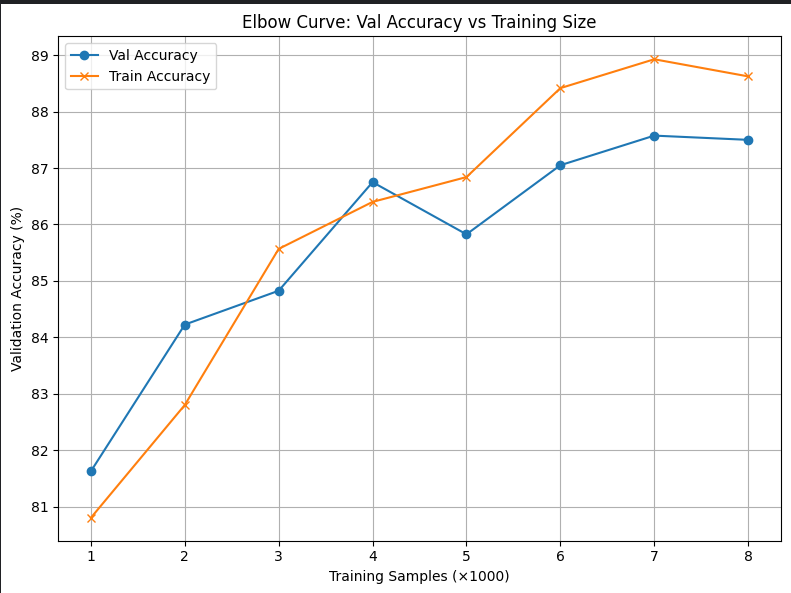 Elbow Curve: Val Accuracy vs Training Size
Val Accuracy
Train Accuracy
Validation Accuracy (%)
89
88
87
86
85
84
83
82
81
1 2 3 4 5 6 7 8
Training Samples (×1000)